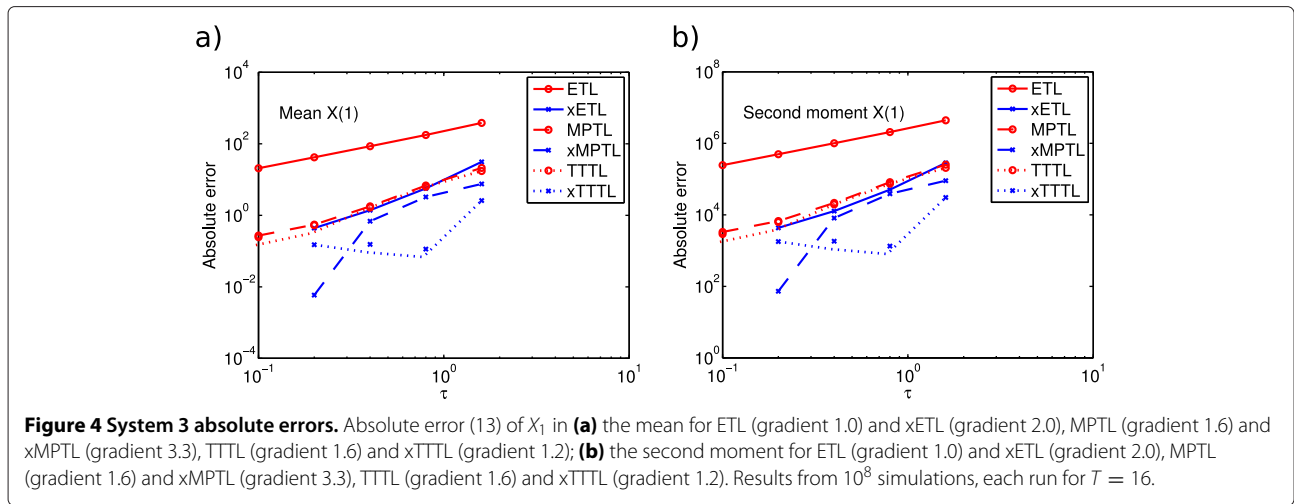 a)
b)
10^4
10^2
10^0
10^-2
10^-4
Absolute error
Mean X(1)
ETL
xETL
MPTL
xMPTL
TTTL
xTTTL
10^-1
10^0
10^1
τ
10^8
10^6
10^4
10^2
10^0
Absolute error
Second moment X(1)
ETL
xETL
MPTL
xMPTL
TTTL
xTTTL
10^-1
10^0
10^1
τ
Figure 4 System 3 absolute errors. Absolute error (13) of X₁ in (a) the mean for ETL (gradient 1.0) and xETL (gradient 2.0), MPTL (gradient 1.6) and
xMPTL (gradient 3.3), TTTL (gradient 1.6) and xTTTL (gradient 1.2); (b) the second moment for ETL (gradient 1.0) and xETL (gradient 2.0), MPTL
(gradient 1.6) and xMPTL (gradient 3.3), TTTL (gradient 1.6) and xTTTL (gradient 1.2). Results from 10^8 simulations, each run for T = 16.